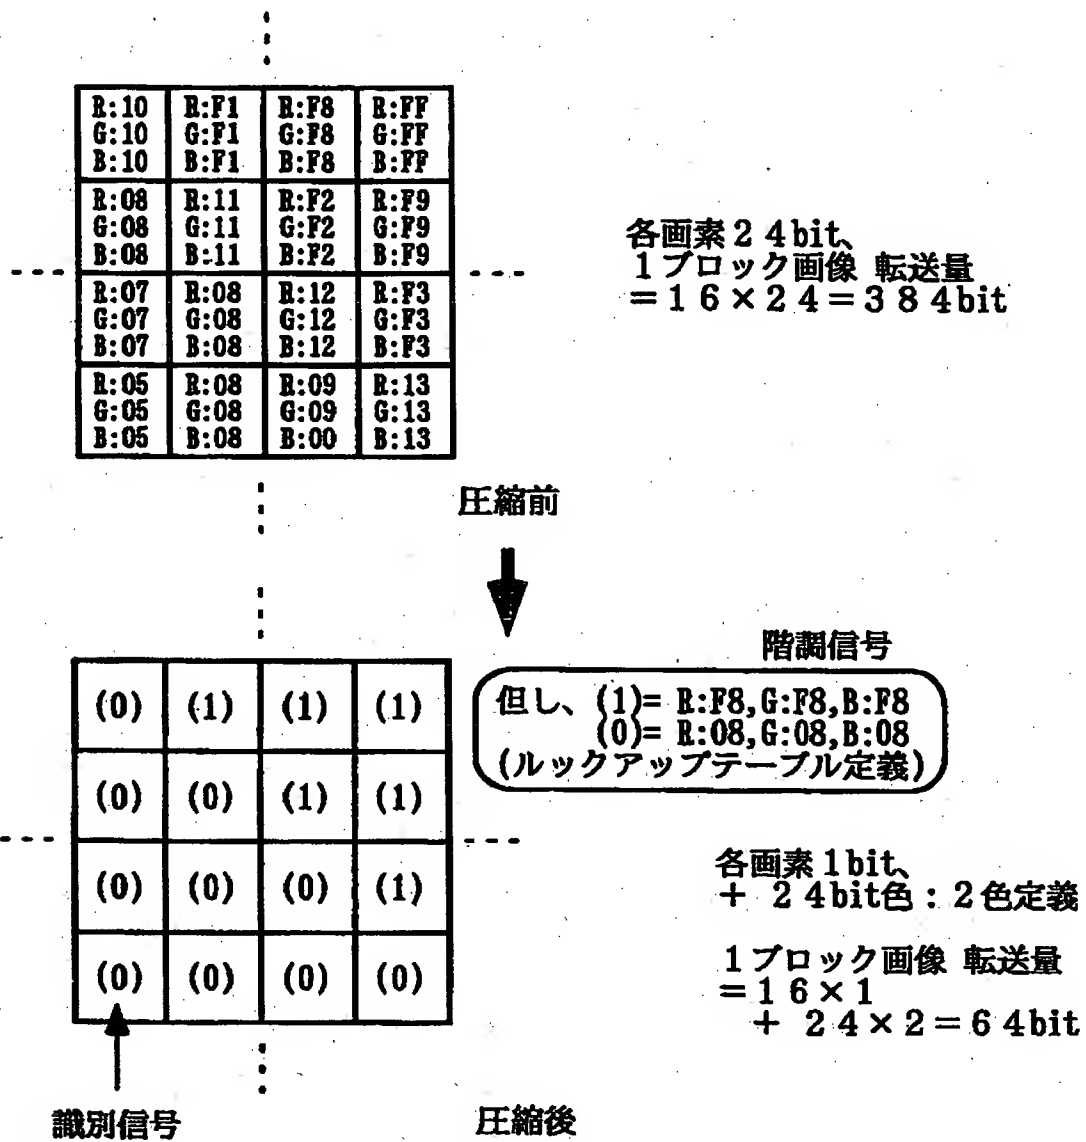 R:10 R:F1 R:F8 R:FF
G:10 G:F1 G:F8 G:FF
B:10 B:F1 B:F8 B:FF
R:08 R:11 R:F2 R:F9
G:08 G:11 G:F2 G:F9
B:08 B:11 B:F2 B:F9
R:07 R:08 R:12 R:F3
G:07 G:08 G:12 G:F3
B:07 B:08 B:12 B:F3
R:05 R:08 R:09 R:13
G:05 G:08 G:09 G:13
B:05 B:08 B:00 B:13
各画素24bit、
1ブロック画像 転送量
=16×24=384bit
圧縮前
階調信号
但し、(1)= R:F8,G:F8,B:F8
(0)= R:08,G:08,B:08
(ルックアップテーブル定義)
(0) (1) (1) (1)
(0) (0) (1) (1)
(0) (0) (0) (1)
(0) (0) (0) (0)
各画素1bit、
+ 24bit色:2色定義
1ブロック画像 転送量
=16×1
+ 24×2=64bit
識別信号
圧縮後